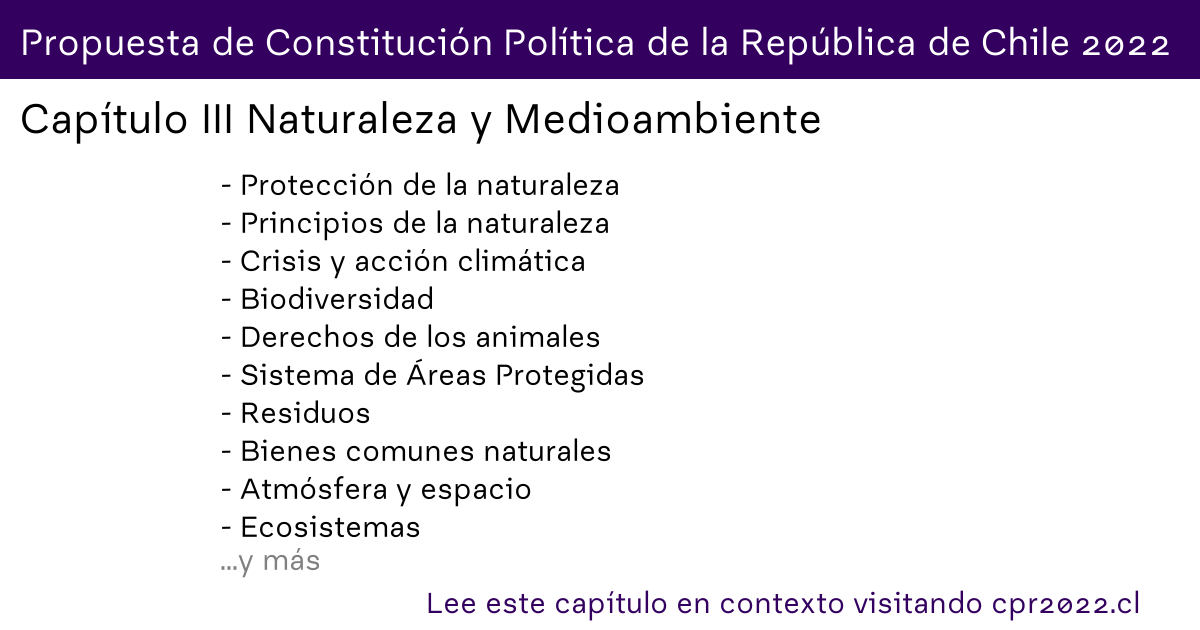 Propuesta de Constitución Política de la República de Chile 2022
Capítulo III Naturaleza y Medioambiente
- Protección de la naturaleza
- Principios de la naturaleza
- Crisis y acción climática
- Biodiversidad
- Derechos de los animales
- Sistema de Áreas Protegidas
- Residuos
- Bienes comunes naturales
- Atmósfera y espacio
- Ecosistemas
...y más
Lee este capítulo en contexto visitando cpr2022.cl